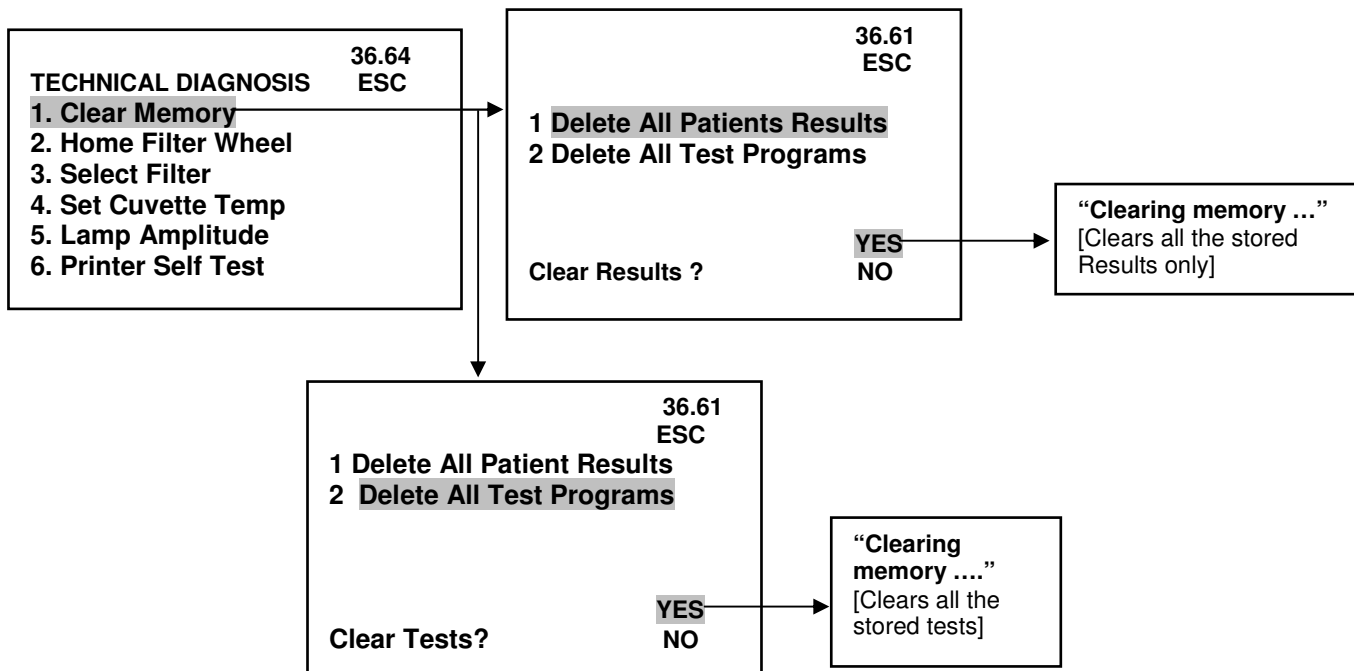 36.64
TECHNICAL DIAGNOSIS ESC
1. Clear Memory
2. Home Filter Wheel
3. Select Filter
4. Set Cuvette Temp
5. Lamp Amplitude
6. Printer Self Test
36.61
ESC
1 Delete All Patients Results
2 Delete All Test Programs
YES
Clear Results ? NO
“Clearing memory …”
[Clears all the stored
Results only]
36.61
ESC
1 Delete All Patient Results
2 Delete All Test Programs
YES
Clear Tests? NO
“Clearing
memory ….”
[Clears all the
stored tests]